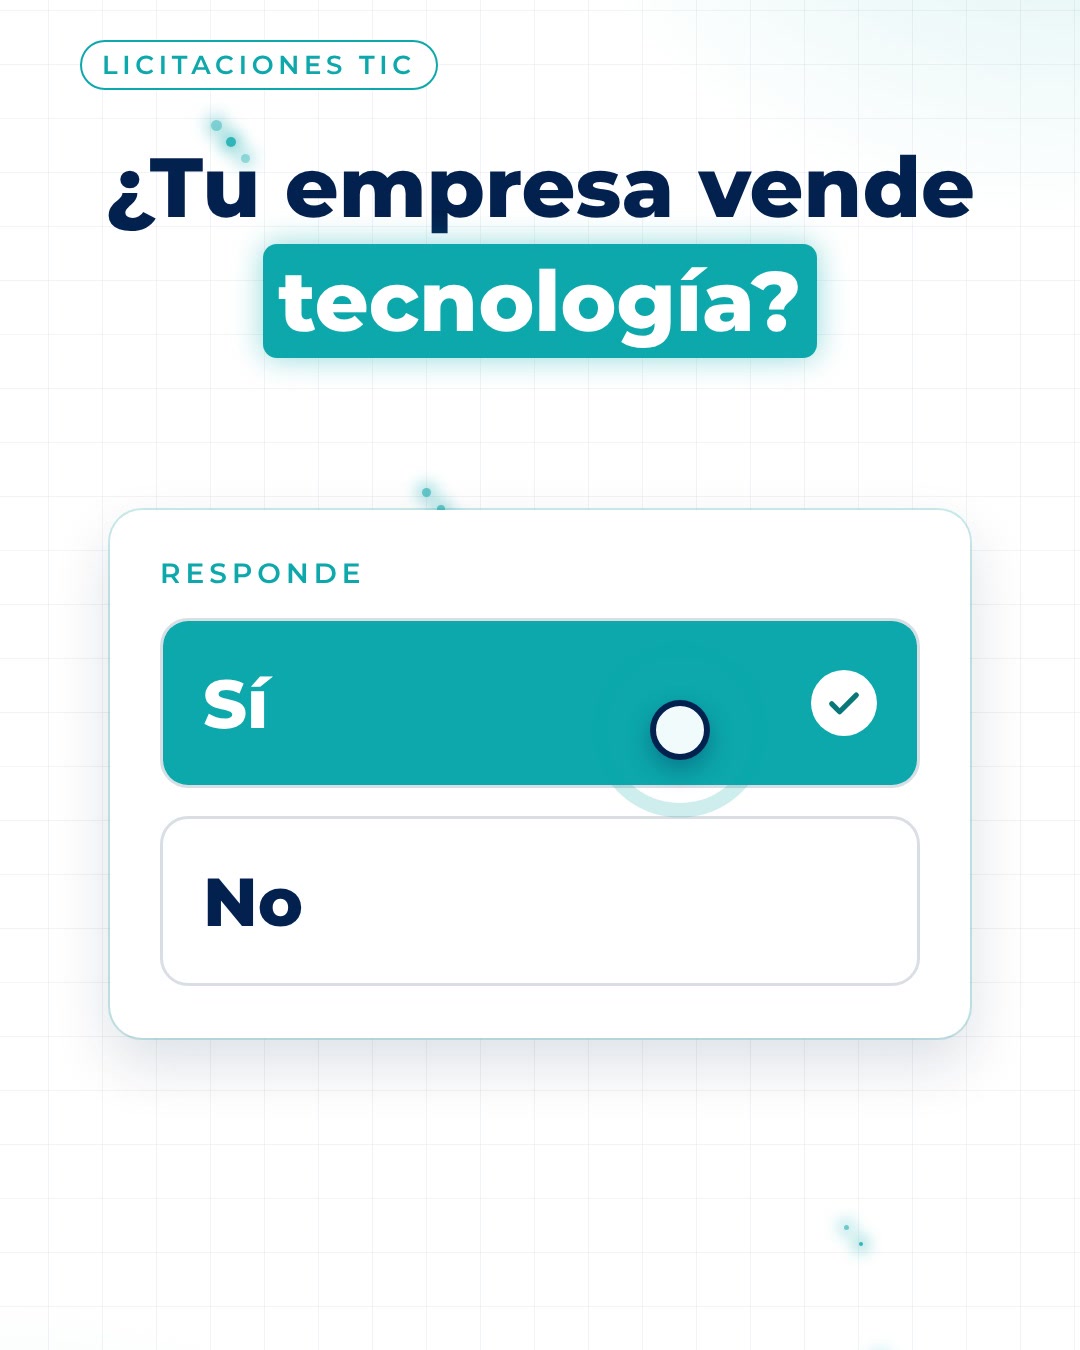 LICITACIONES TIC
¿Tu empresa vende
tecnología?
RESPONDE
Sí
No